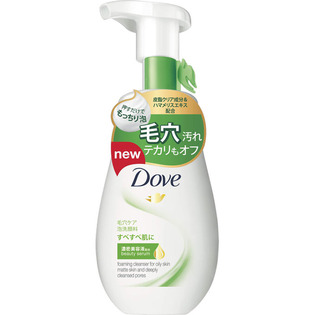 皮脂クリア成分&
ハマメリスエキス
配合
押すだけで
もっちり泡
毛穴汚れ
テカリもオフ
new
Dove
毛穴ケア
泡洗顔料
すべすべ肌に
濃密美容液配合
beauty serum
foaming cleanser for oily skin
matte skin and deeply
cleansed pores